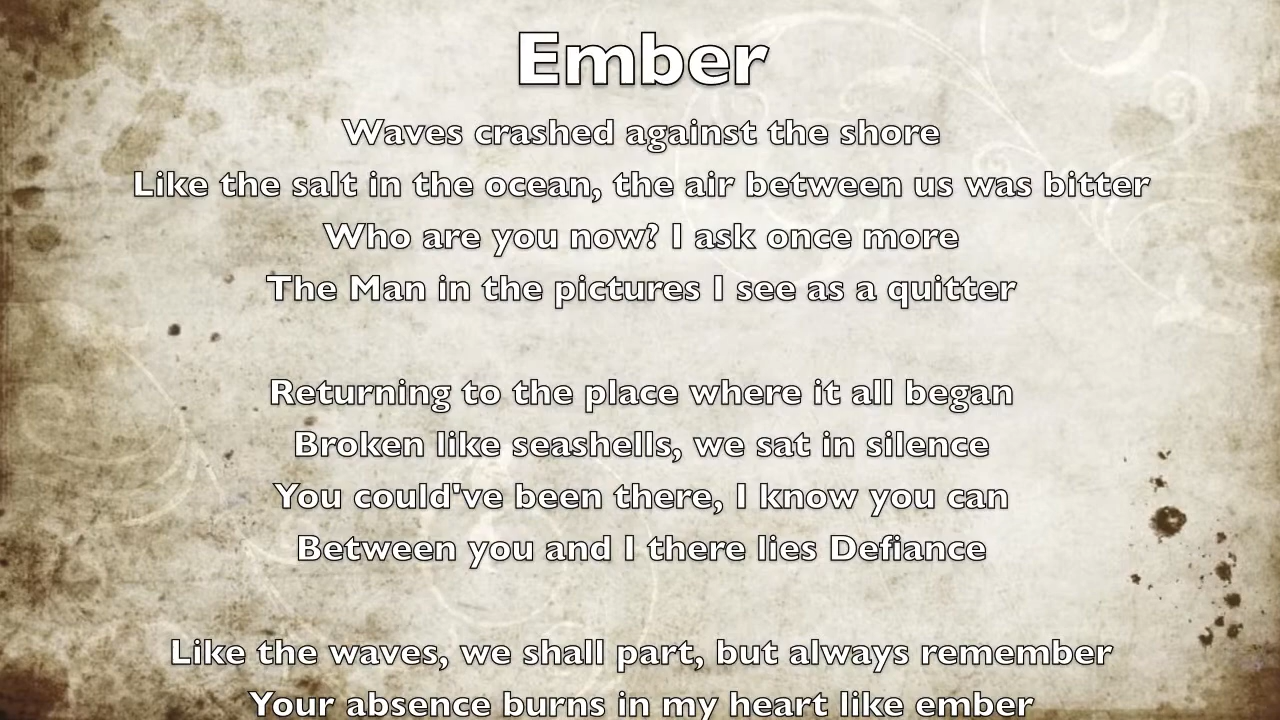 Ember
Waves crashed against the shore
Like the salt in the ocean, the air between us was bitter
Who are you now? I ask once more
The Man in the pictures I see as a quitter
Returning to the place where it all began
Broken like seashells, we sat in silence
You could've been there, I know you can
Between you and I there lies Defiance
Like the waves, we shall part, but always remember
Your absence burns in my heart like ember